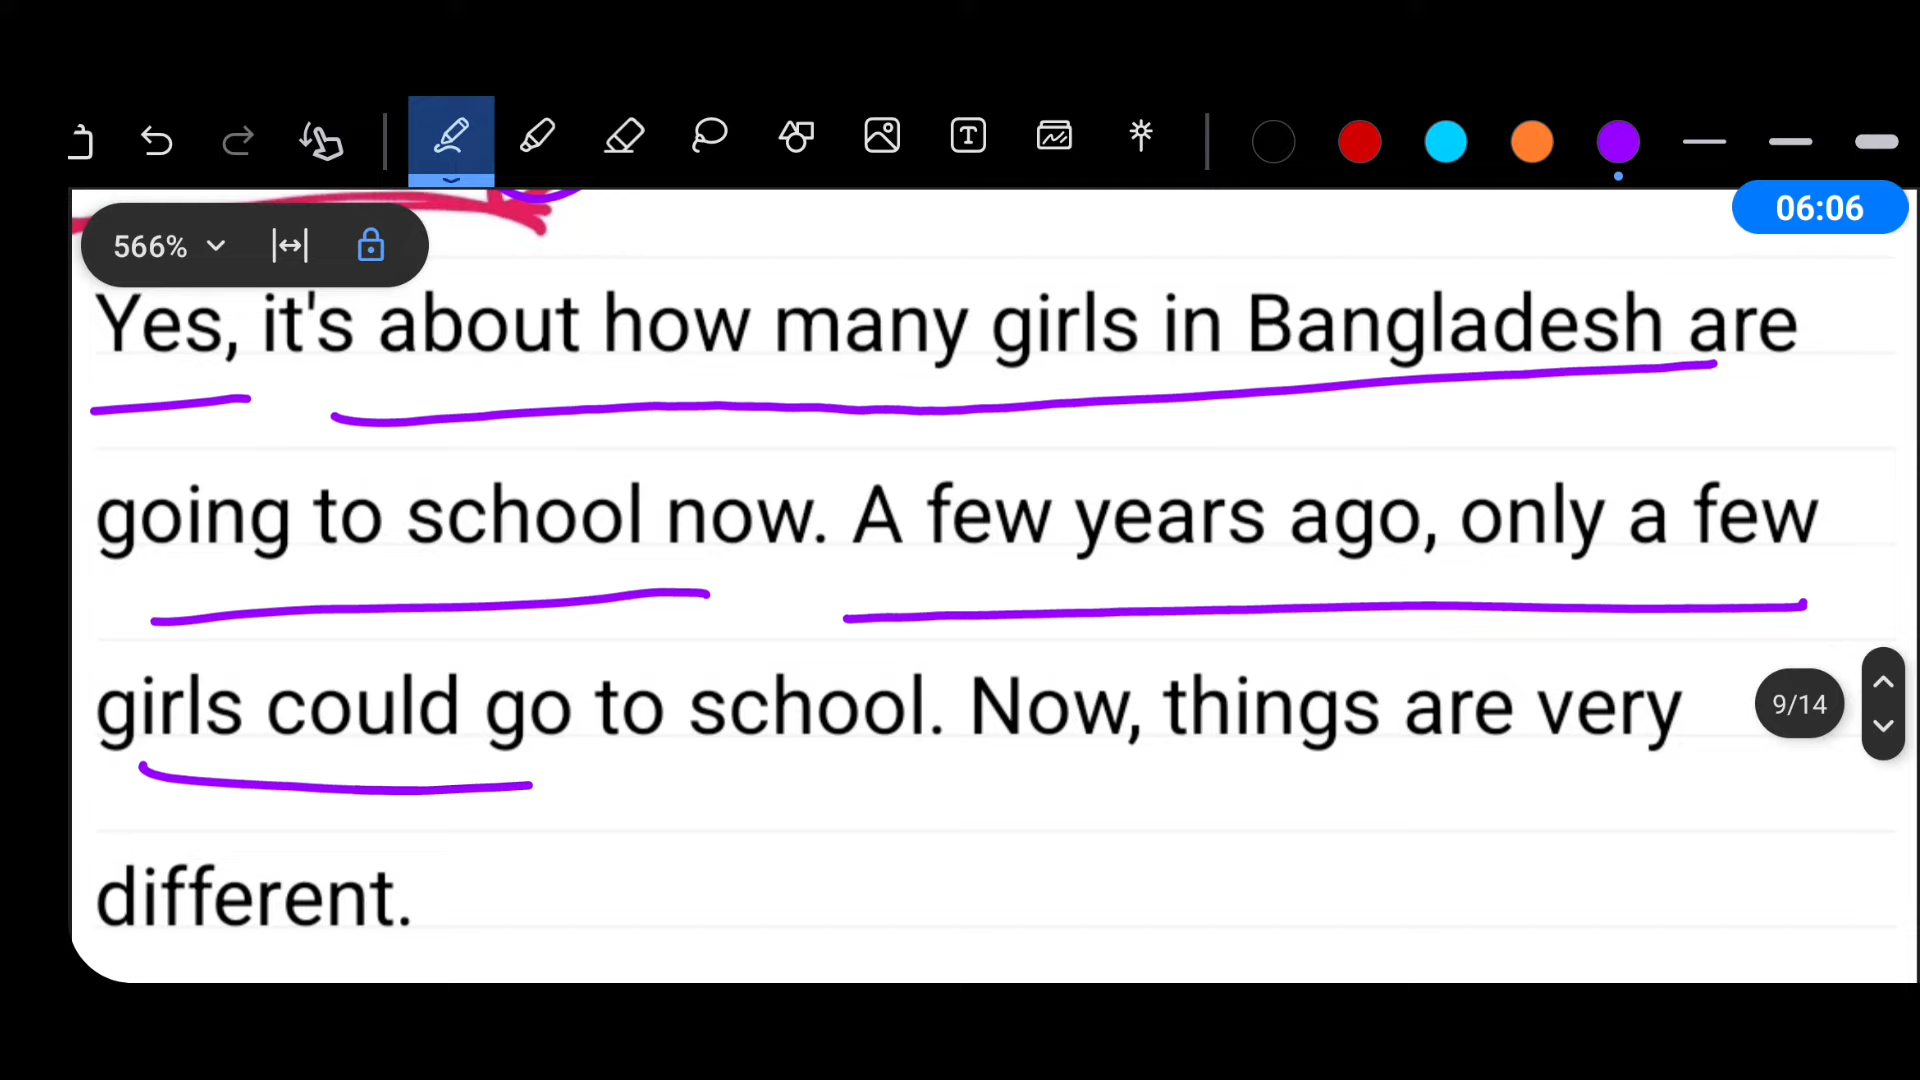 06:06
566%
Yes, it's about how many girls in Bangladesh are
going to school now. A few years ago, only a few
girls could go to school. Now, things are very
9/14
different.